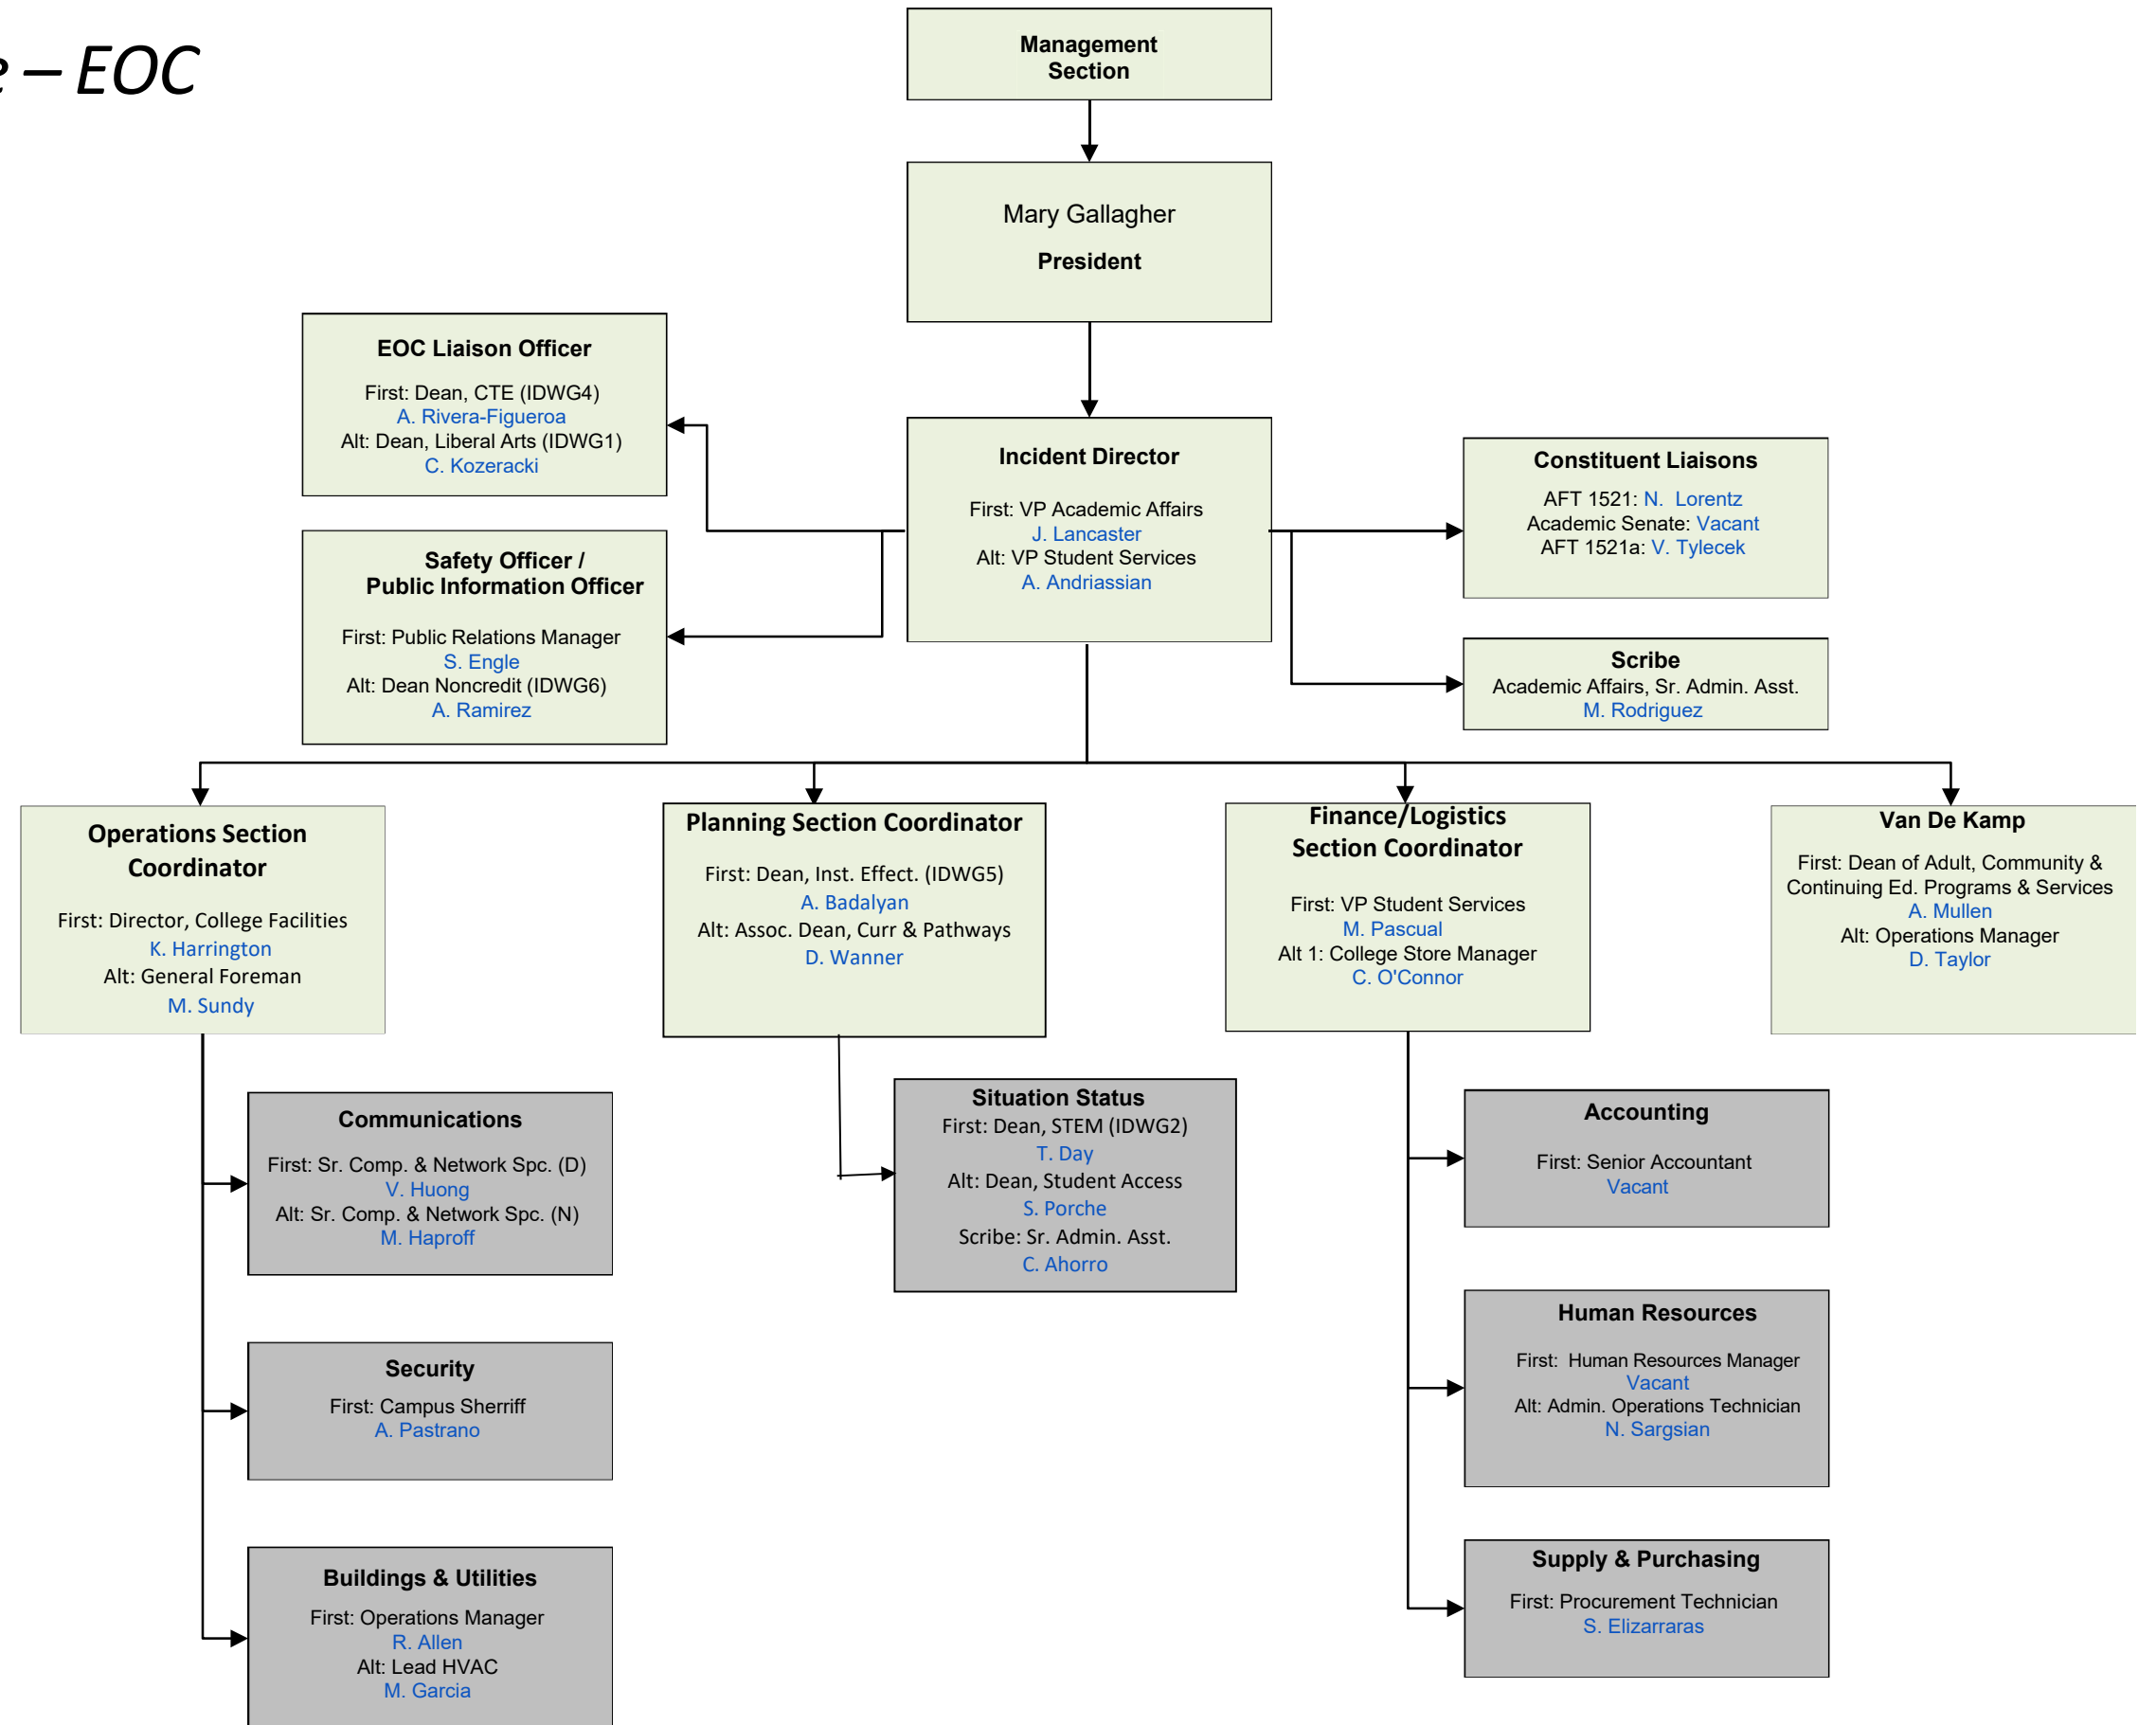 e – EOC
Management
Section
Mary Gallagher
President
EOC Liaison Officer
First: Dean, CTE (IDWG4)
A. Rivera-Figueroa
Alt: Dean, Liberal Arts (IDWG1)
C. Kozeracki
Incident Director
First: VP Academic Affairs
J. Lancaster
Alt: VP Student Services
A. Andriassian
Constituent Liaisons
AFT 1521: N. Lorentz
Academic Senate: Vacant
AFT 1521a: V. Tylecek
Safety Officer /
Public Information Officer
First: Public Relations Manager
S. Engle
Alt: Dean Noncredit (IDWG6)
A. Ramirez
Scribe
Academic Affairs, Sr. Admin. Asst.
M. Rodriguez
Operations Section
Coordinator
First: Director, College Facilities
K. Harrington
Alt: General Foreman
M. Sundy
Planning Section Coordinator
First: Dean, Inst. Effect. (IDWG5)
A. Badalyan
Alt: Assoc. Dean, Curr & Pathways
D. Wanner
Finance/Logistics
Section Coordinator
First: VP Student Services
M. Pascual
Alt 1: College Store Manager
C. O'Connor
Van De Kamp
First: Dean of Adult, Community &
Continuing Ed. Programs & Services
A. Mullen
Alt: Operations Manager
D. Taylor
Communications
First: Sr. Comp. & Network Spc. (D)
V. Huong
Alt: Sr. Comp. & Network Spc. (N)
M. Haproff
Situation Status
First: Dean, STEM (IDWG2)
T. Day
Alt: Dean, Student Access
S. Porche
Scribe: Sr. Admin. Asst.
C. Ahorro
Accounting
First: Senior Accountant
Vacant
Security
First: Campus Sherriff
A. Pastrano
Human Resources
First: Human Resources Manager
Vacant
Alt: Admin. Operations Technician
N. Sargsian
Buildings & Utilities
First: Operations Manager
R. Allen
Alt: Lead HVAC
M. Garcia
Supply & Purchasing
First: Procurement Technician
S. Elizarraras